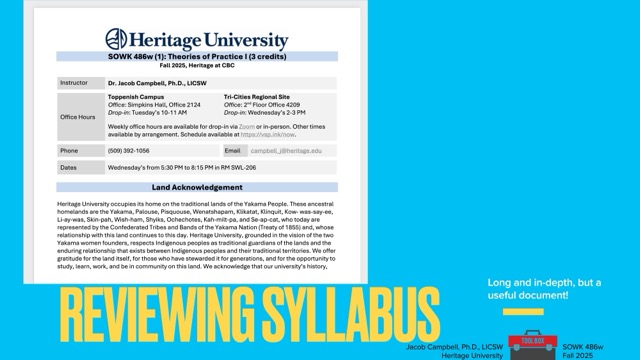 Heritage University
SOWK 486w (1): Theories of Practice I (3 credits)
Fall 2025, Heritage at CBC
Instructor
Dr. Jacob Campbell, Ph.D., LICSW
Office Hours
Toppenish Campus
Office: Simpkins Hall, Office 2124
Drop-in: Tuesday's 10-11 AM
Tri-Cities Regional Site
Office: 2nd Floor Office 4209
Drop-in: Wednesday's 2-3 PM
Weekly office hours are available for drop-in via Zoom or in-person. Other times
available by arrangement. Schedule available at https://vsp.ink/now.
Phone
(509) 392-1056
Email
campbell_j@heritage.edu
Dates
Wednesday's from 5:30 PM to 8:15 PM in RM SWL-206
Land Acknowledgement
Heritage University occupies its home on the traditional lands of the Yakama People. These ancestral
homelands are the Yakama, Palouse, Pisquouse, Wenatshapam, Klikatat, Klinquit, Kow- was-say-ee,
Li-ay-was, Skin-pah, Wish-ham, Shyiks, Ochechotes, Kah-milt-pa, and Se-ap-cat, who today are
represented by the Confederated Tribes and Bands of the Yakama Nation (Treaty of 1855) and, whose
relationship with this land continues to this day. Heritage University, grounded in the vision of the two
Yakama women founders, respects Indigenous peoples as traditional guardians of the lands and the
enduring relationship that exists between Indigenous peoples and their traditional territories. We offer
gratitude for the land itself, for those who have stewarded it for generations, and for the opportunity to
study, learn, work, and be in community on this land. We acknowledge that our university's history,
REVIEWING SYLLABUS
Long and in-depth, but a
useful document!
Jacob Campbell, Ph.D., LICSW
Heritage University
TOOLBOX
SOWK 486w
Fall 2025